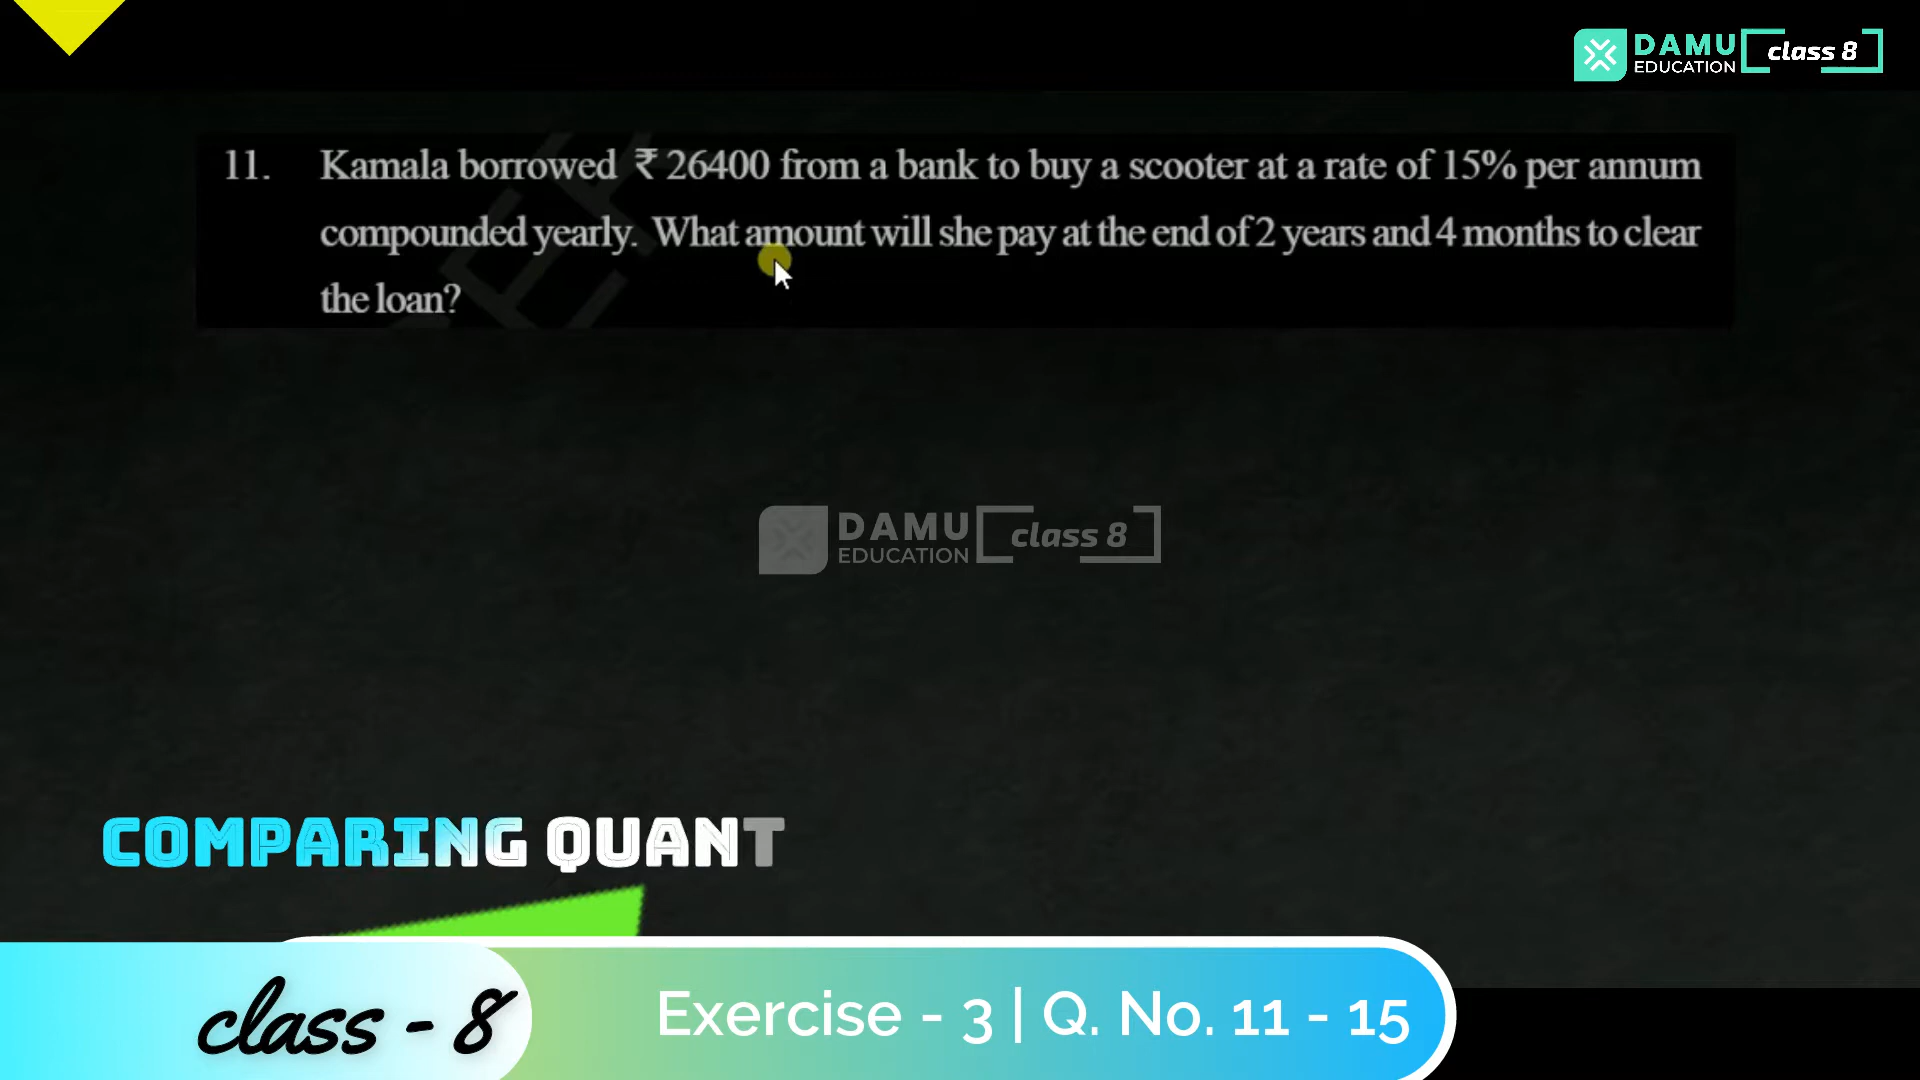 DAMU
EDUCATION
class 8
11. Kamala borrowed ₹ 26400 from a bank to buy a scooter at a rate of 15% per annum
compounded yearly. What amount will she pay at the end of 2 years and 4 months to clear
the loan?
DAMU
EDUCATION
class 8
COMPARING QUANT
class - 8
Exercise - 3 | Q. No. 11 - 15